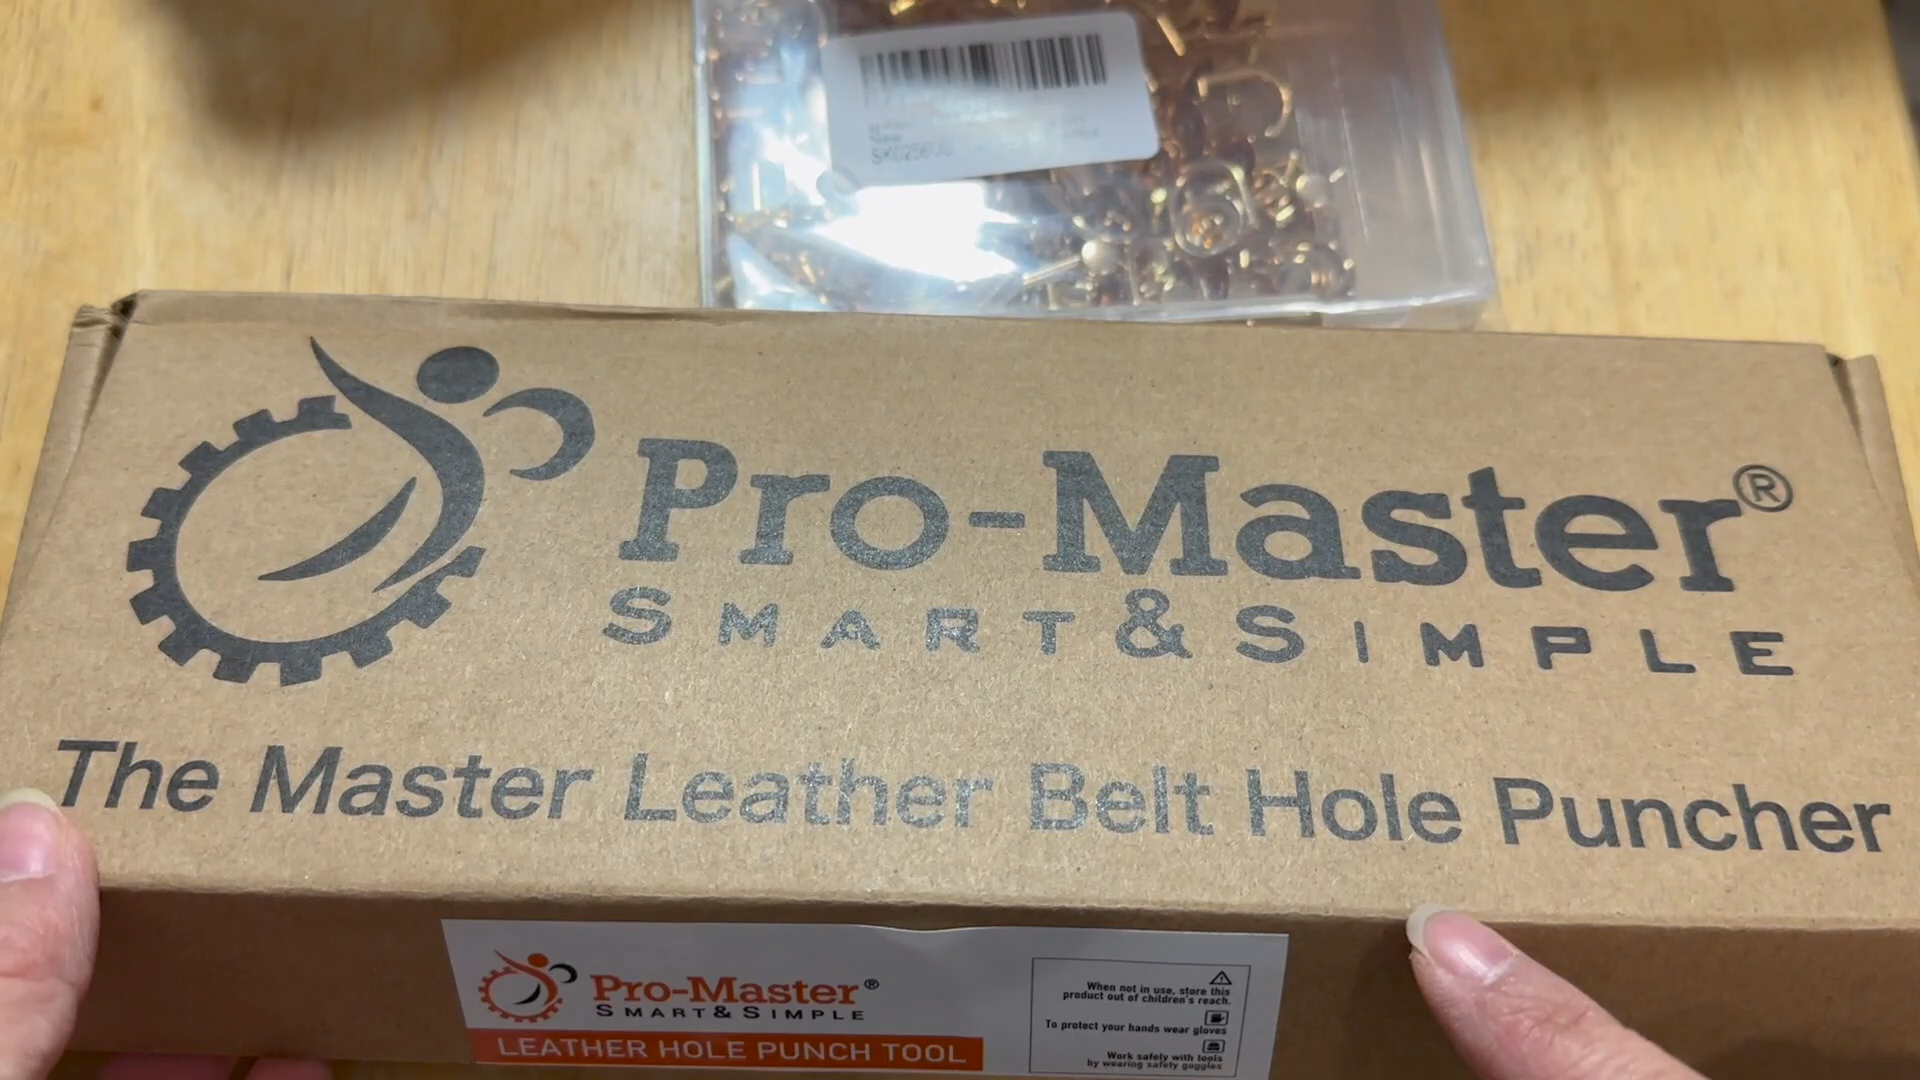 Pro-Master®
SMART&SIMPLE
The Master Leather Belt Hole Puncher
Pro-Master®
SMART&SIMPLE
LEATHER HOLE PUNCH TOOL
When not in use, store this
product out of children's reach.
To protect your hands wear gloves
Work safely with tools
by wearing safety goggles